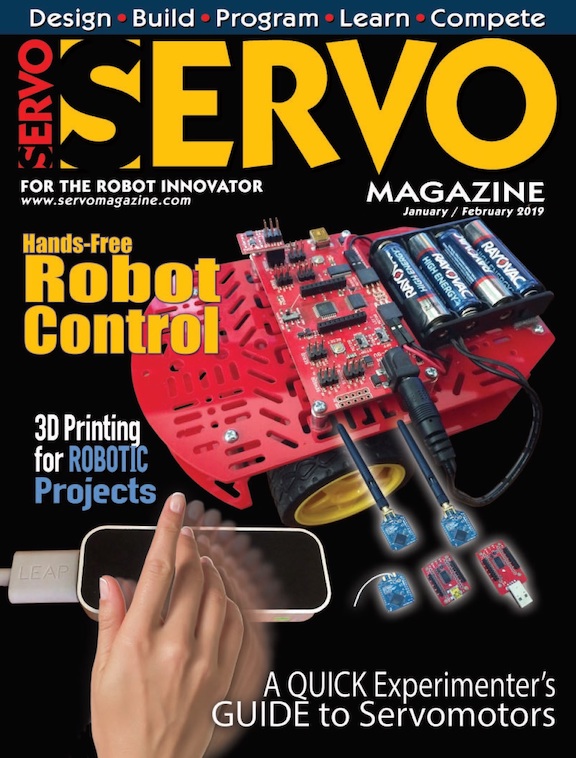 Design • Build • Program • Learn • Compete
SERVO
SERVO
FOR THE ROBOT INNOVATOR
www.servomagazine.com
MAGAZINE
January / February 2019
Hands-Free
Robot
Control
RAYOVAC
HIGH ENERGY
RAYOVAC
HIGH ENERGY
RAYOVAC
RAYOVAC
3D Printing
for ROBOTIC
Projects
LEAP
A QUICK Experimenter's
GUIDE to Servomotors